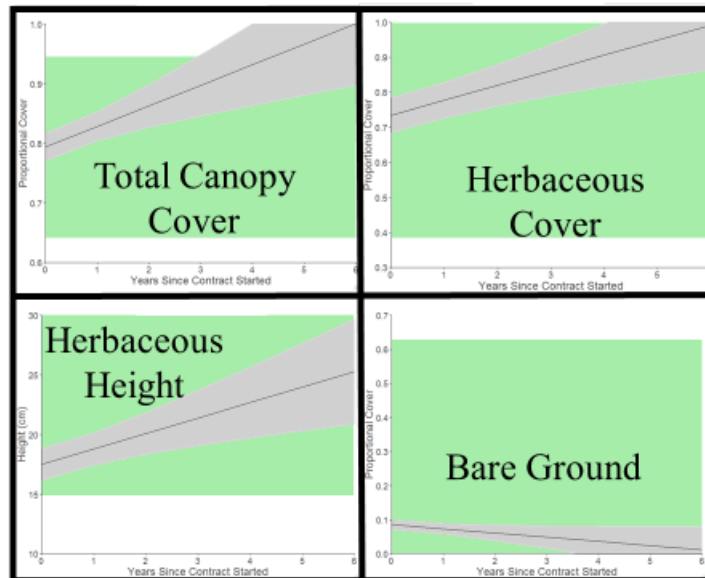 1.0
0.9
0.8
0.7
0.6
Proportional Cover
Total Canopy
Cover
0 1 2 3 4 5 6
Years Since Contract Started
1.0
0.9
0.8
0.7
0.6
0.5
0.4
0.3
Proportional Cover
Herbaceous
Cover
0 1 2 3 4 5 6
Years Since Contract Started
30
25
20
15
10
Height (cm)
Herbaceous
Height
0 1 2 3 4 5 6
Years Since Contract Started
0.7
0.6
0.5
0.4
0.3
0.2
0.1
0.0
Proportional Cover
Bare Ground
0 1 2 3 4 5 6
Years Since Contract Started